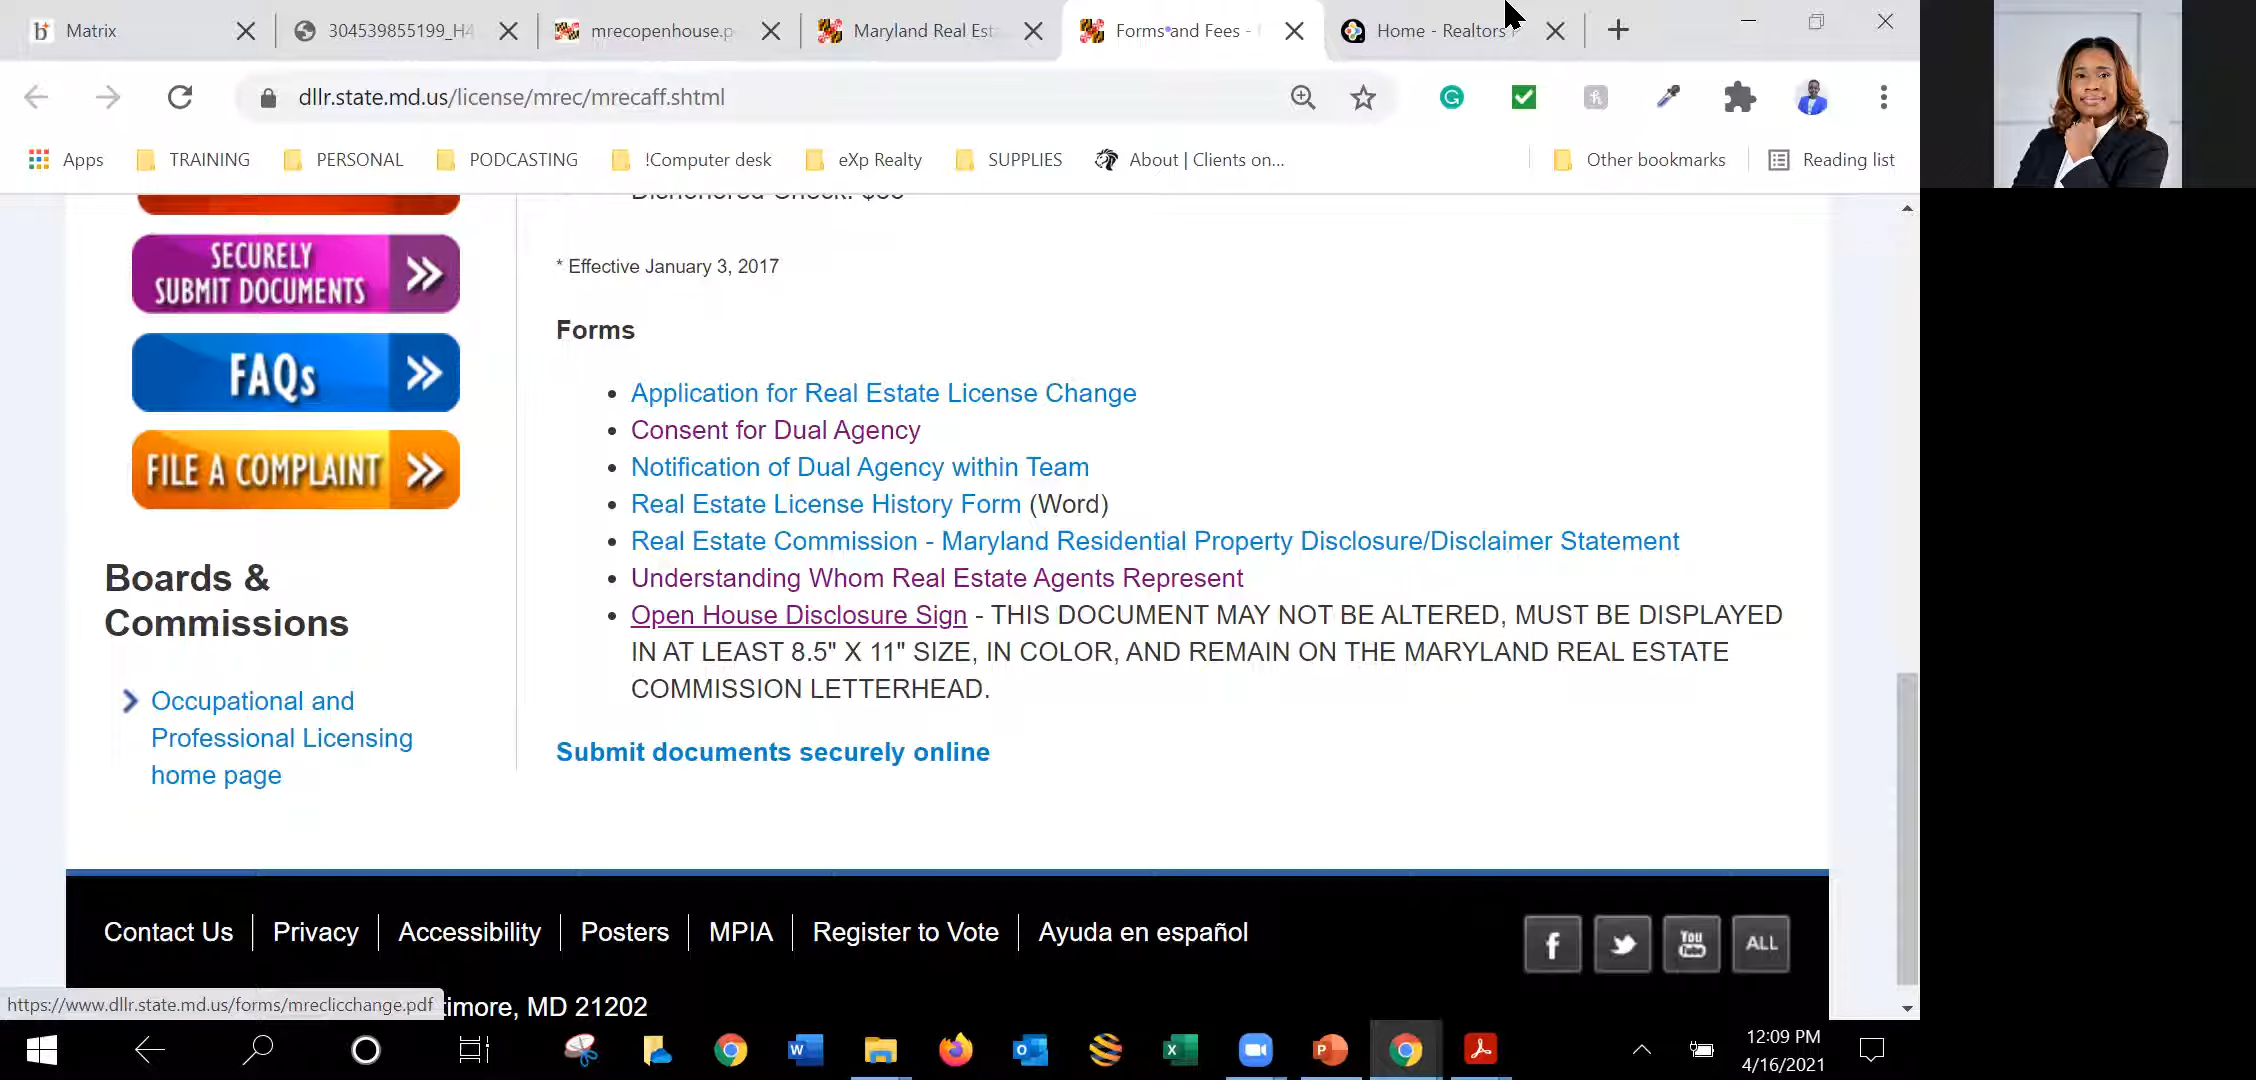 Matrix
304539855199_H4
mrecopenhouse.p
Maryland Real Est
Forms and Fees -
Home - Realtors
dllr.state.md.us/license/mrec/mrecaff.shtml
Apps
TRAINING
PERSONAL
PODCASTING
!Computer desk
eXp Realty
SUPPLIES
About | Clients on...
Other bookmarks
Reading list
Dishonored Check: $35
SECURELY
SUBMIT DOCUMENTS
FAQs
FILE A COMPLAINT
Boards &
Commissions
Occupational and
Professional Licensing
home page
* Effective January 3, 2017
Forms
• Application for Real Estate License Change
• Consent for Dual Agency
• Notification of Dual Agency within Team
• Real Estate License History Form (Word)
• Real Estate Commission - Maryland Residential Property Disclosure/Disclaimer Statement
• Understanding Whom Real Estate Agents Represent
• Open House Disclosure Sign - THIS DOCUMENT MAY NOT BE ALTERED, MUST BE DISPLAYED
IN AT LEAST 8.5" X 11" SIZE, IN COLOR, AND REMAIN ON THE MARYLAND REAL ESTATE
COMMISSION LETTERHEAD.
Submit documents securely online
Contact Us | Privacy | Accessibility | Posters | MPIA | Register to Vote | Ayuda en español
ALL
https://www.dllr.state.md.us/forms/mreclicchange.pdf
timore, MD 21202
12:09 PM
4/16/2021